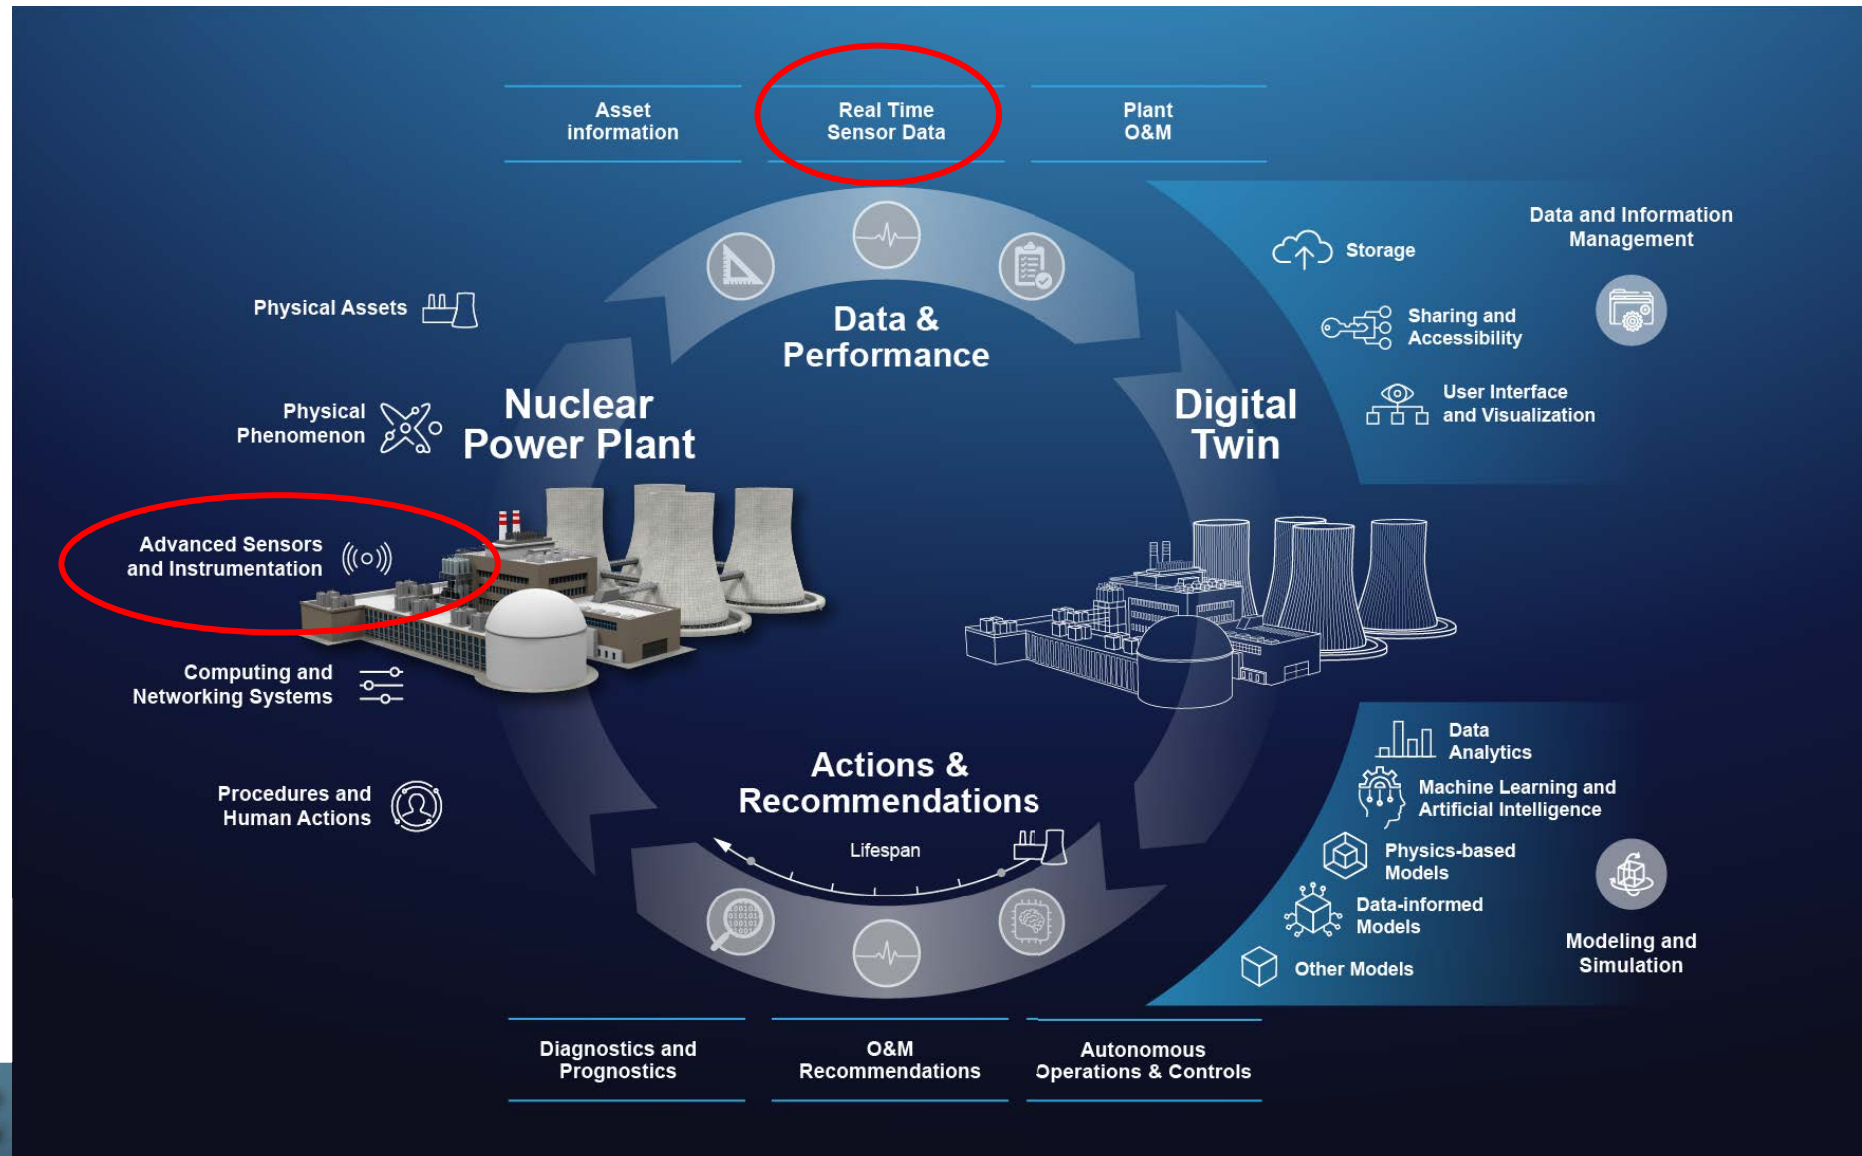 Asset
information
Real Time
Sensor Data
Plant
O&M
Data and Information
Management
Storage
Sharing and
Accessibility
User Interface
and Visualization
Physical Assets
Physical
Phenomenon
Advanced Sensors
and Instrumentation
Computing and
Networking Systems
Procedures and
Human Actions
Data &
Performance
Nuclear
Power Plant
Digital
Twin
Actions &
Recommendations
Lifespan
Data
Analytics
Machine Learning and
Artificial Intelligence
Physics-based
Models
Data-informed
Models
Other Models
Modeling and
Simulation
Diagnostics and
Prognostics
O&M
Recommendations
Autonomous
Operations & Controls